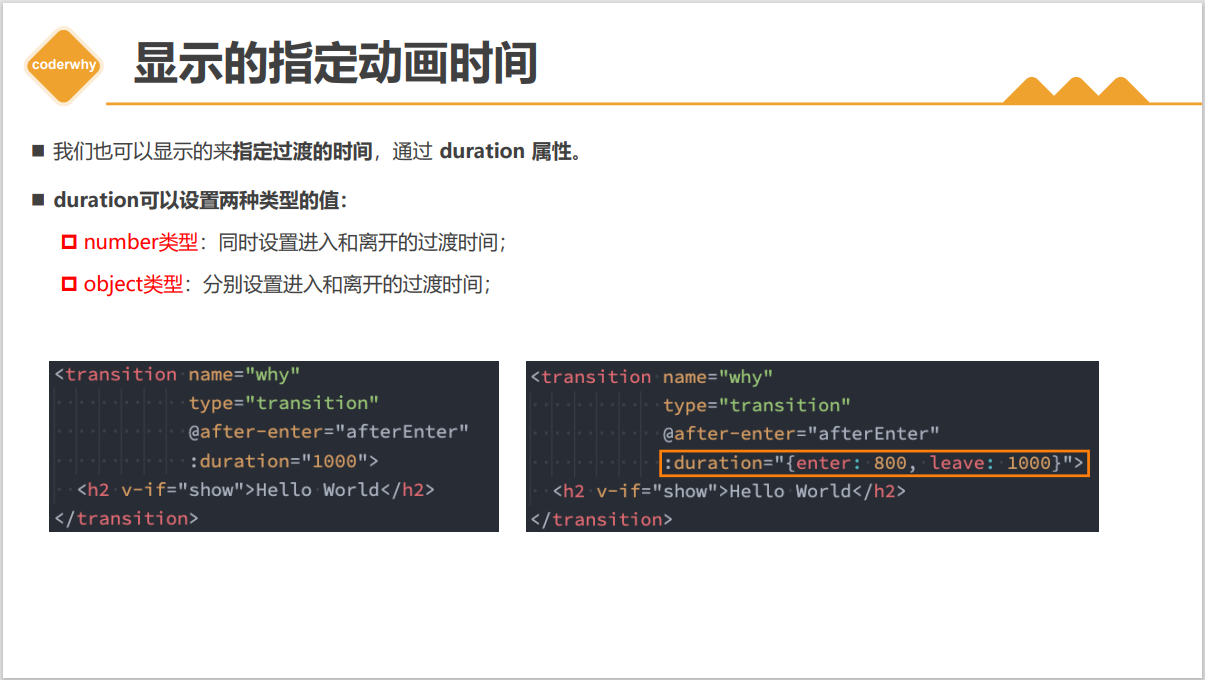 coderwhy
显示的指定动画时间
我们也可以显示的来指定过渡的时间，通过 duration 属性。
duration可以设置两种类型的值：
number类型：同时设置进入和离开的过渡时间；
object类型：分别设置进入和离开的过渡时间；
<transition name="why"
type="transition"
@after-enter="afterEnter"
:duration="1000">
<h2 v-if="show">Hello World</h2>
</transition>
<transition name="why"
type="transition"
@after-enter="afterEnter"
:duration="{enter: 800, leave: 1000}">
<h2 v-if="show">Hello World</h2>
</transition>